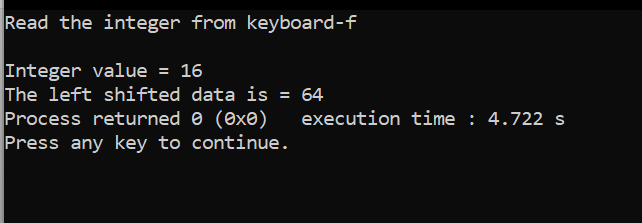 Read the integer from keyboard-f
Integer value = 16
The left shifted data is = 64
Process returned 0 (0x0)   execution time : 4.722 s
Press any key to continue.